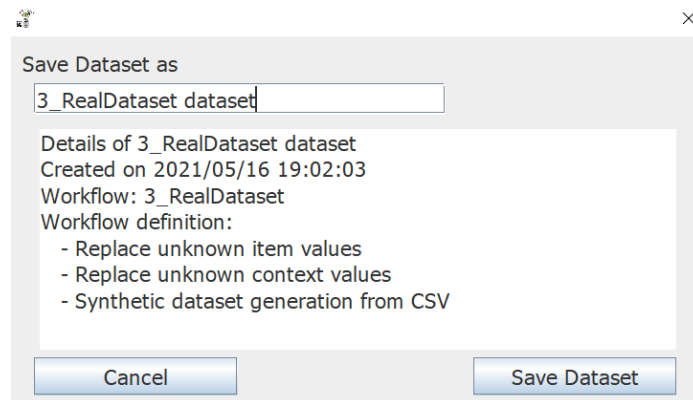 Save Dataset as
3_RealDataset dataset
Details of 3_RealDataset dataset
Created on 2021/05/16 19:02:03
Workflow: 3_RealDataset
Workflow definition:
- Replace unknown item values
- Replace unknown context values
- Synthetic dataset generation from CSV
Cancel
Save Dataset